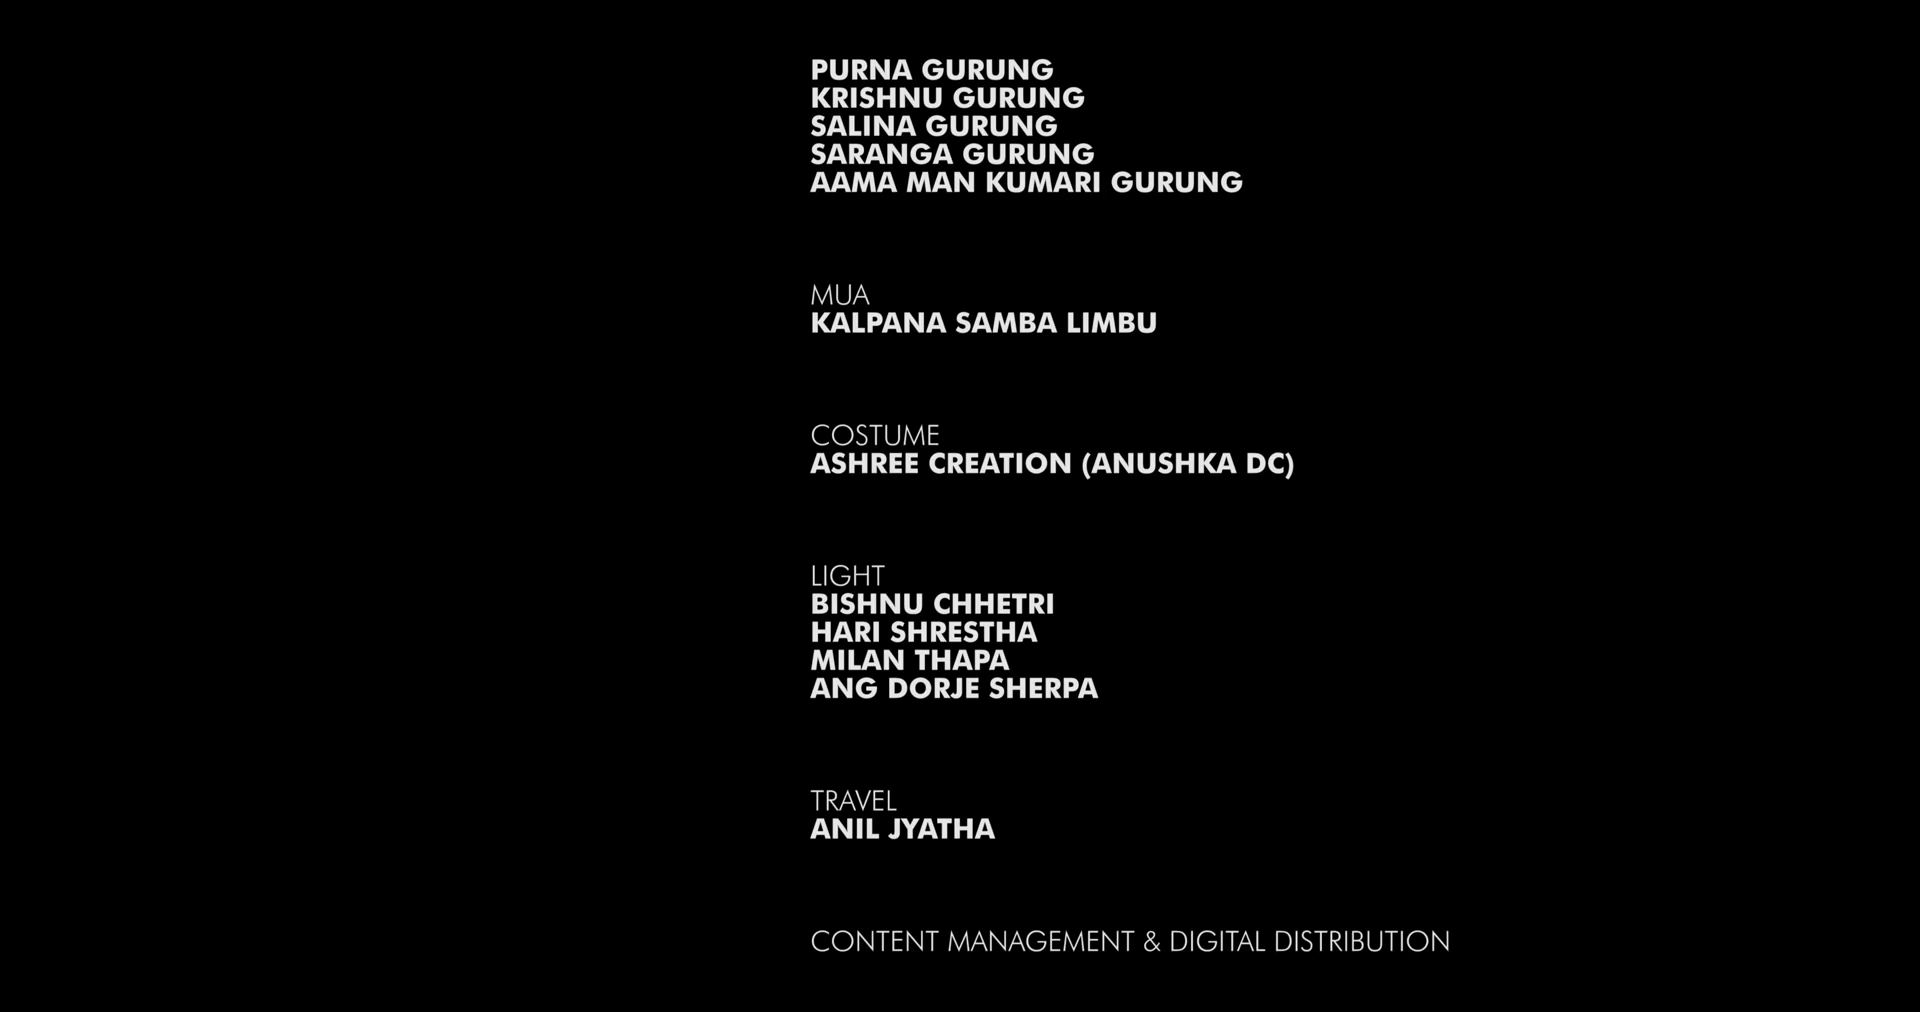 PURNA GURUNG
KRISHNU GURUNG
SALINA GURUNG
SARANGA GURUNG
AAMA MAN KUMARI GURUNG
MUA
KALPANA SAMBA LIMBU
COSTUME
ASHREE CREATION (ANUSHKA DC)
LIGHT
BISHNU CHHETRI
HARI SHRESTHA
MILAN THAPA
ANG DORJE SHERPA
TRAVEL
ANIL JYATHA
CONTENT MANAGEMENT & DIGITAL DISTRIBUTION